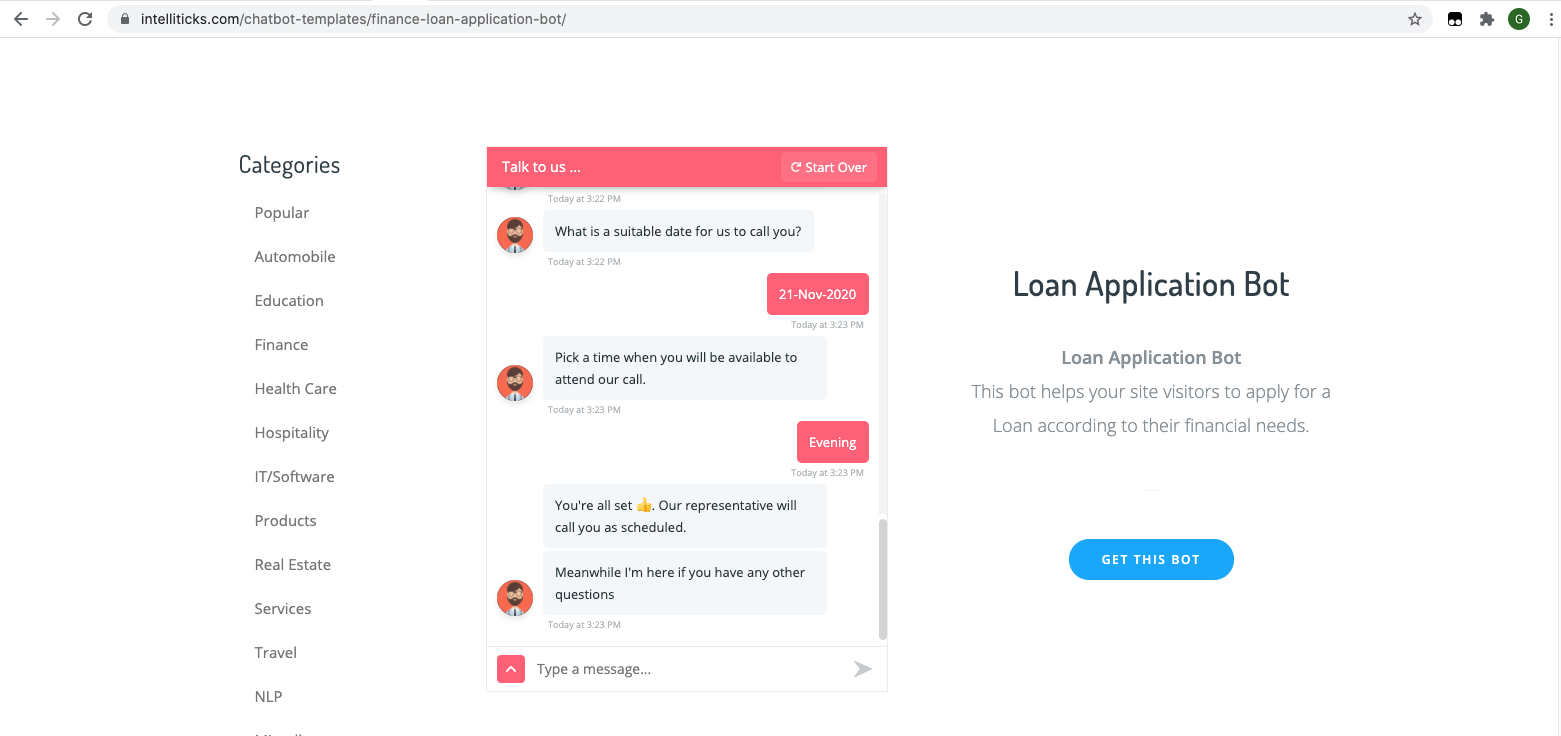 intelliticks.com/chatbot-templates/finance-loan-application-bot/
G
Categories
Popular
Automobile
Education
Finance
Health Care
Hospitality
IT/Software
Products
Real Estate
Services
Travel
NLP
Talk to us ...
Start Over
Today at 3:22 PM
What is a suitable date for us to call you?
Today at 3:22 PM
21-Nov-2020
Today at 3:23 PM
Pick a time when you will be available to
attend our call.
Today at 3:23 PM
Evening
Today at 3:23 PM
You're all set 👍. Our representative will
call you as scheduled.
Meanwhile I'm here if you have any other
questions
Today at 3:23 PM
Type a message...
Loan Application Bot
Loan Application Bot
This bot helps your site visitors to apply for a
Loan according to their financial needs.
GET THIS BOT